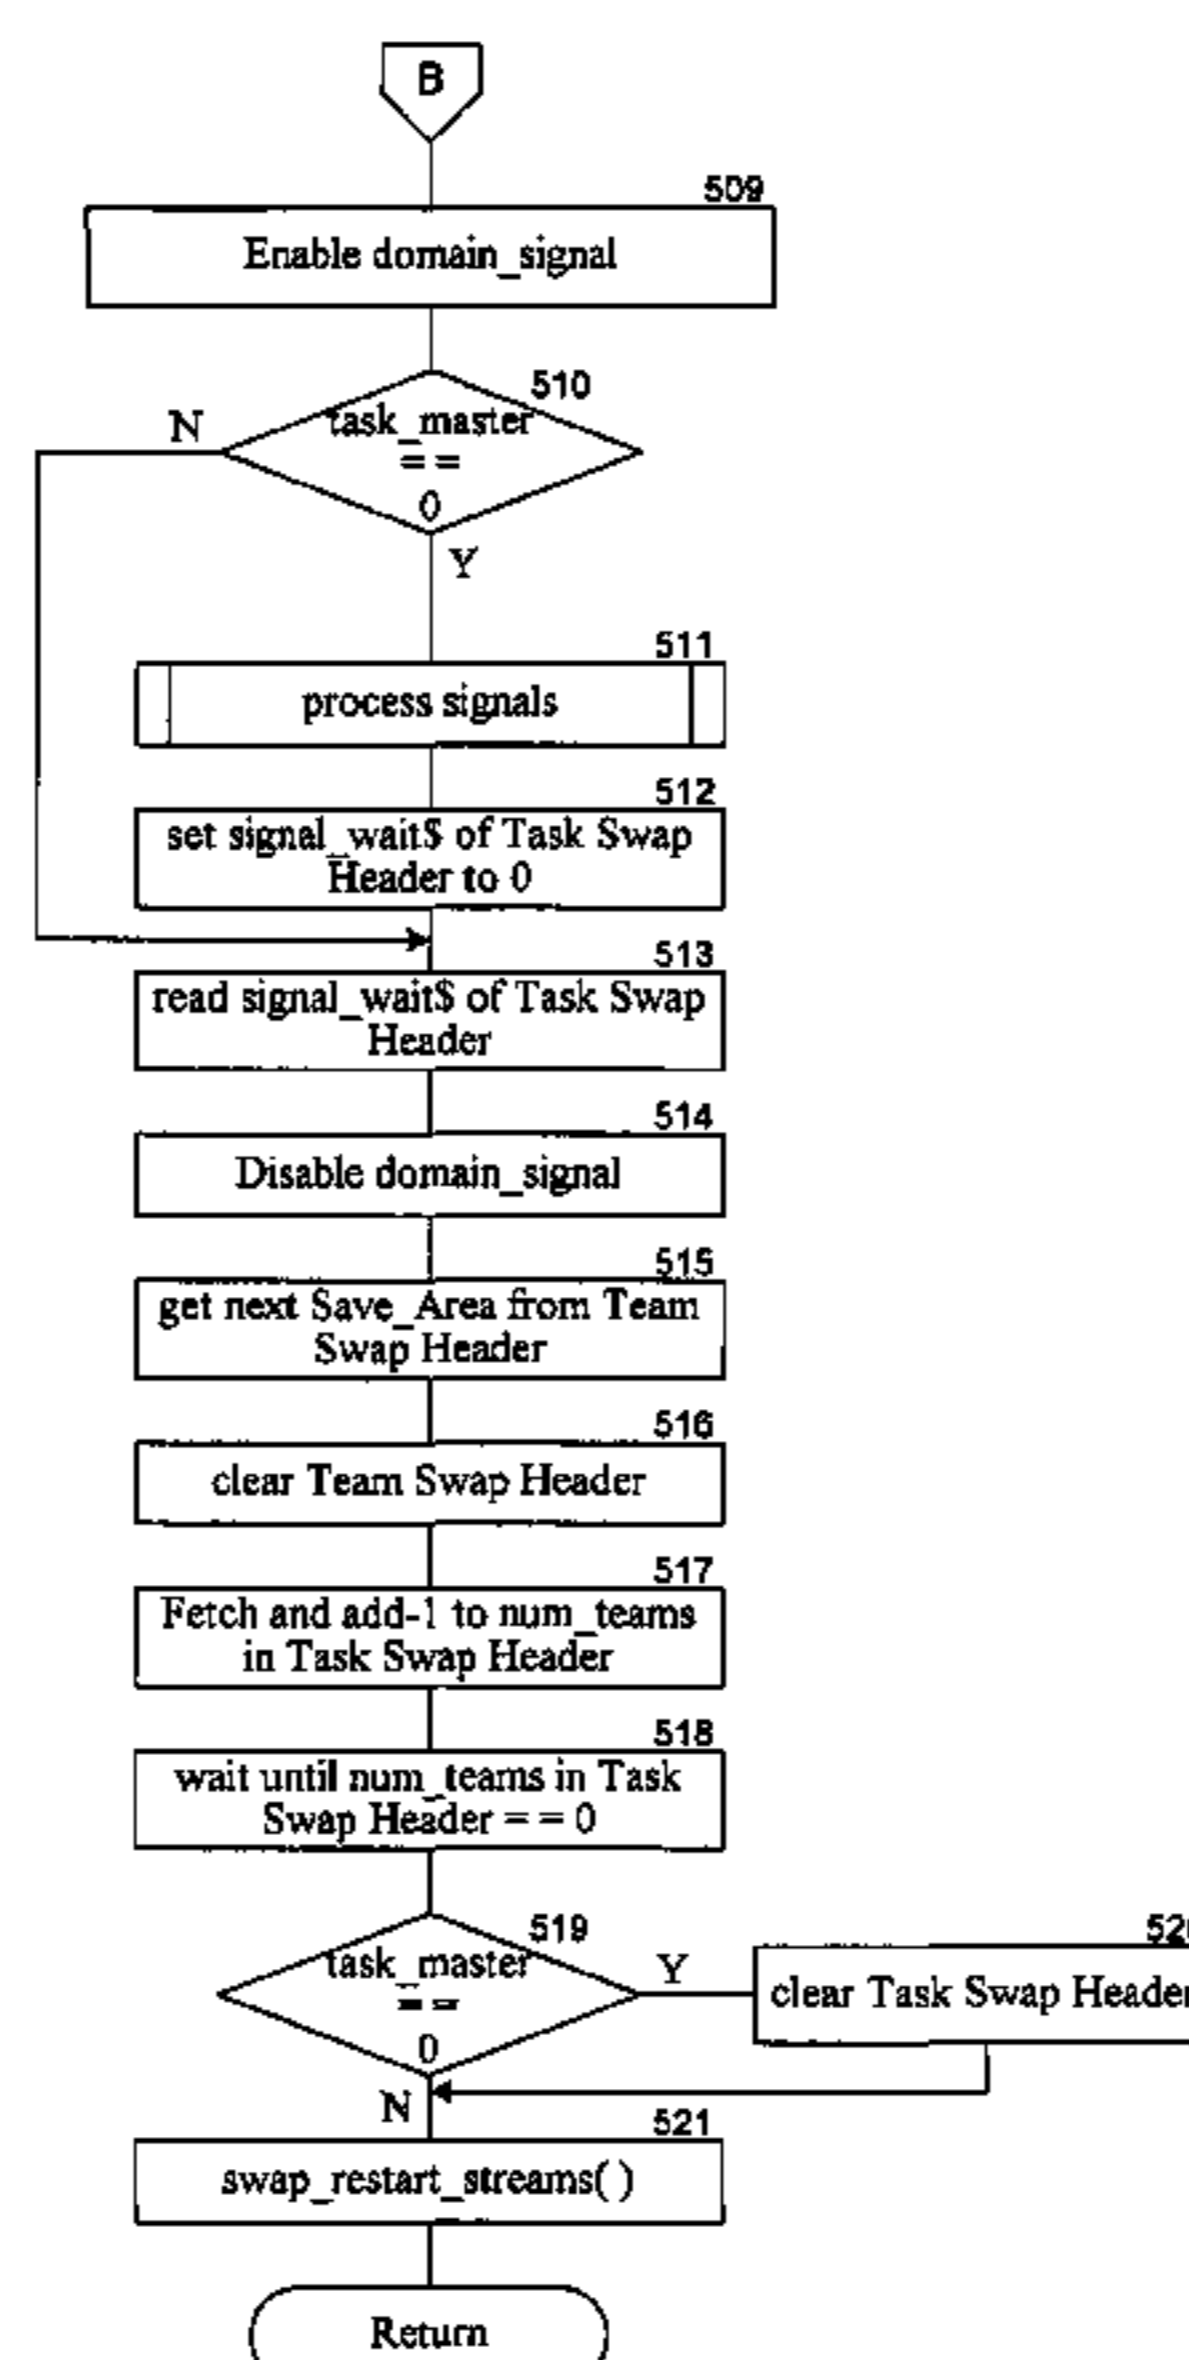 B
509
Enable domain_signal
510
task_master
= =
0
N
Y
511
process signals
512
set signal_wait$ of Task Swap
Header to 0
513
read signal_wait$ of Task Swap
Header
514
Disable domain_signal
515
get next Save_Area from Team
Swap Header
516
clear Team Swap Header
517
Fetch and add-1 to num_teams
in Task Swap Header
518
wait until num_teams in Task
Swap Header = = 0
519
task_master
= =
0
Y
clear Task Swap Header
N
521
swap_restart_streams( )
Return